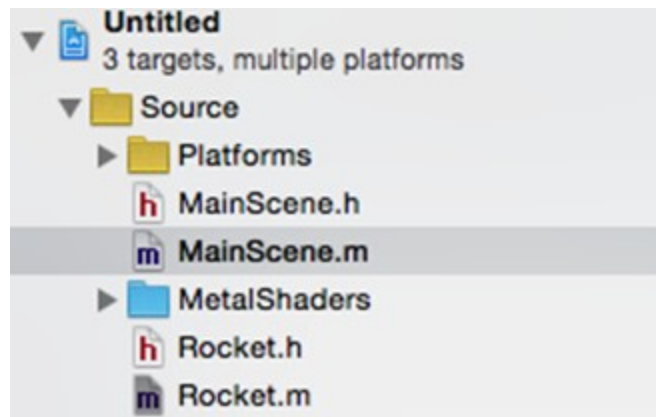 Untitled
3 targets, multiple platforms
Source
Platforms
h MainScene.h
m MainScene.m
MetalShaders
h Rocket.h
m Rocket.m